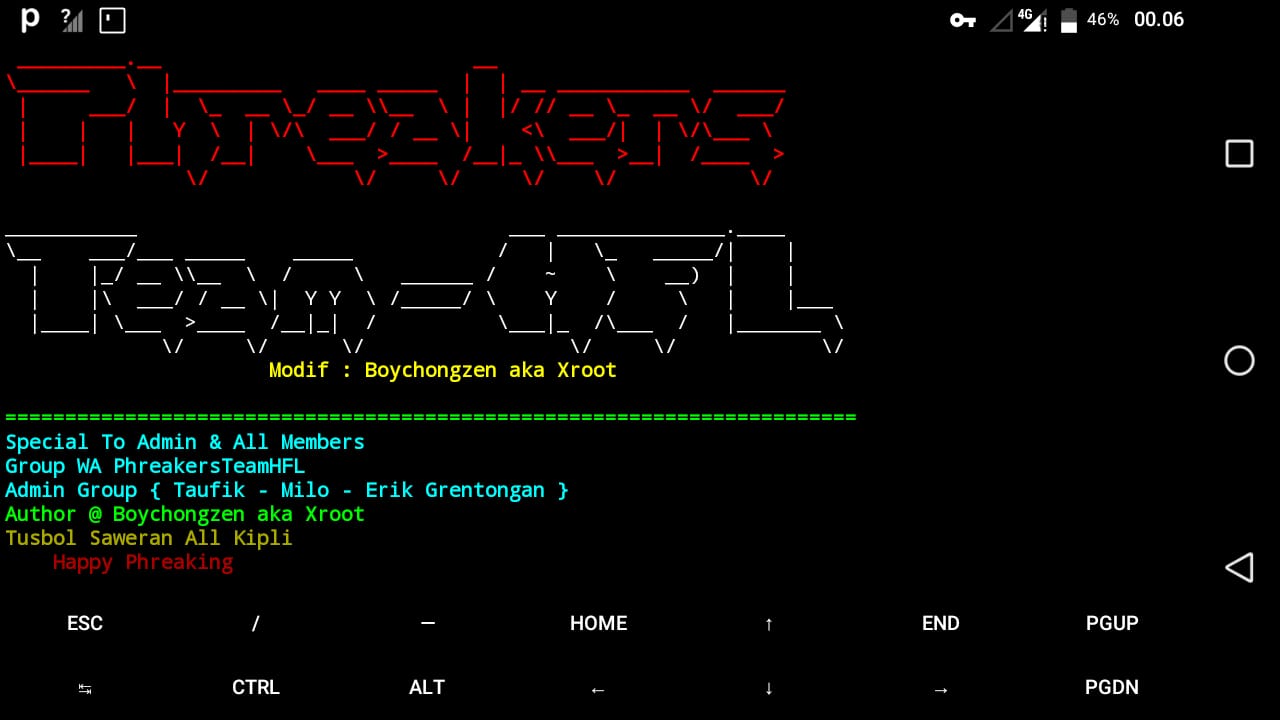 p ? 4G ! 46% 00.06
Phreakers
Team-HFL
Modif : Boychongzen aka Xroot
=======================================================================
Special To Admin & All Members
Group WA PhreakersTeamHFL
Admin Group { Taufik - Milo - Erik Grentongan }
Author @ Boychongzen aka Xroot
Tusbol Saweran All Kipli
Happy Phreaking
ESC / — HOME ↑ END PGUP
↹ CTRL ALT ← ↓ → PGDN